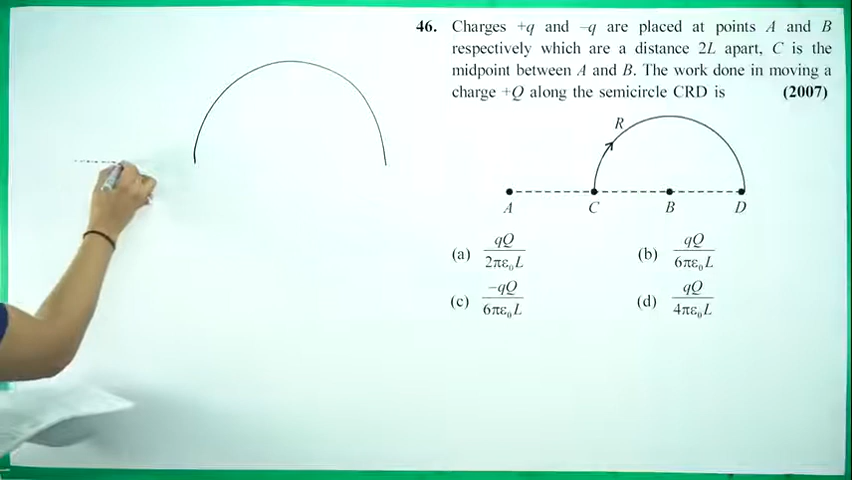 46. Charges +q and –q are placed at points A and B
respectively which are a distance 2L apart, C is the
midpoint between A and B. The work done in moving a
charge +Q along the semicircle CRD is (2007)
R
A C B D
(a) qQ/2πε₀L (b) qQ/6πε₀L
(c) –qQ/6πε₀L (d) qQ/4πε₀L